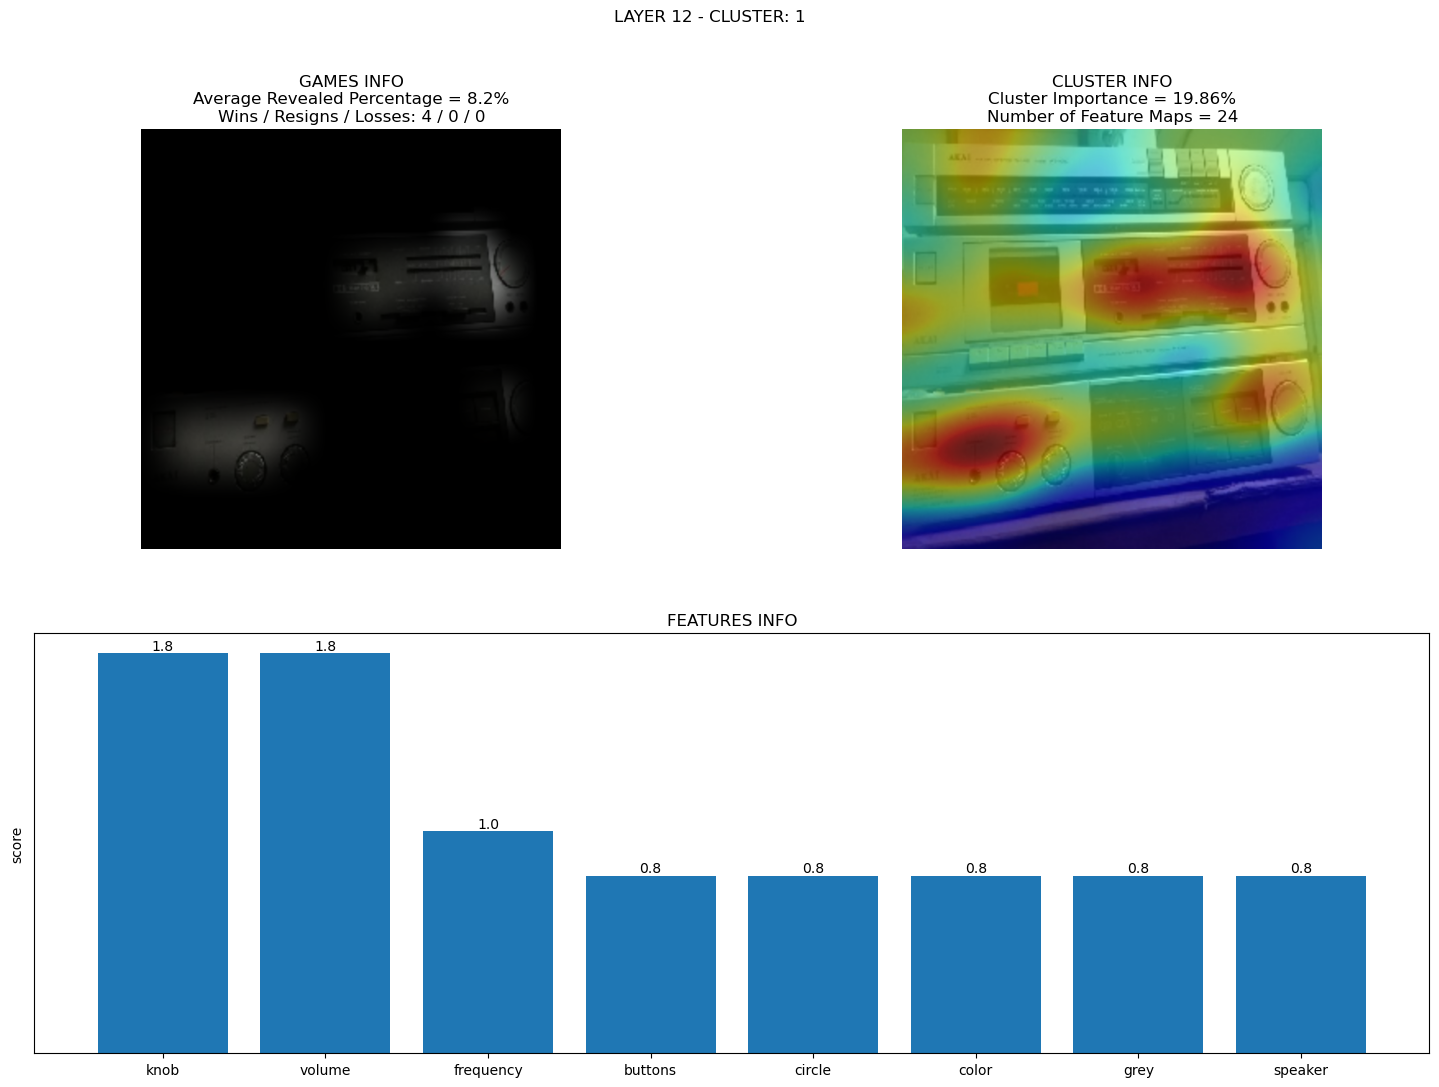 LAYER 12 - CLUSTER: 1
GAMES INFO
Average Revealed Percentage = 8.2%
Wins / Resigns / Losses: 4 / 0 / 0
CLUSTER INFO
Cluster Importance = 19.86%
Number of Feature Maps = 24
AKAI
FEATURES INFO
score
1.8
1.8
1.0
0.8
0.8
0.8
0.8
0.8
knob
volume
frequency
buttons
circle
color
grey
speaker